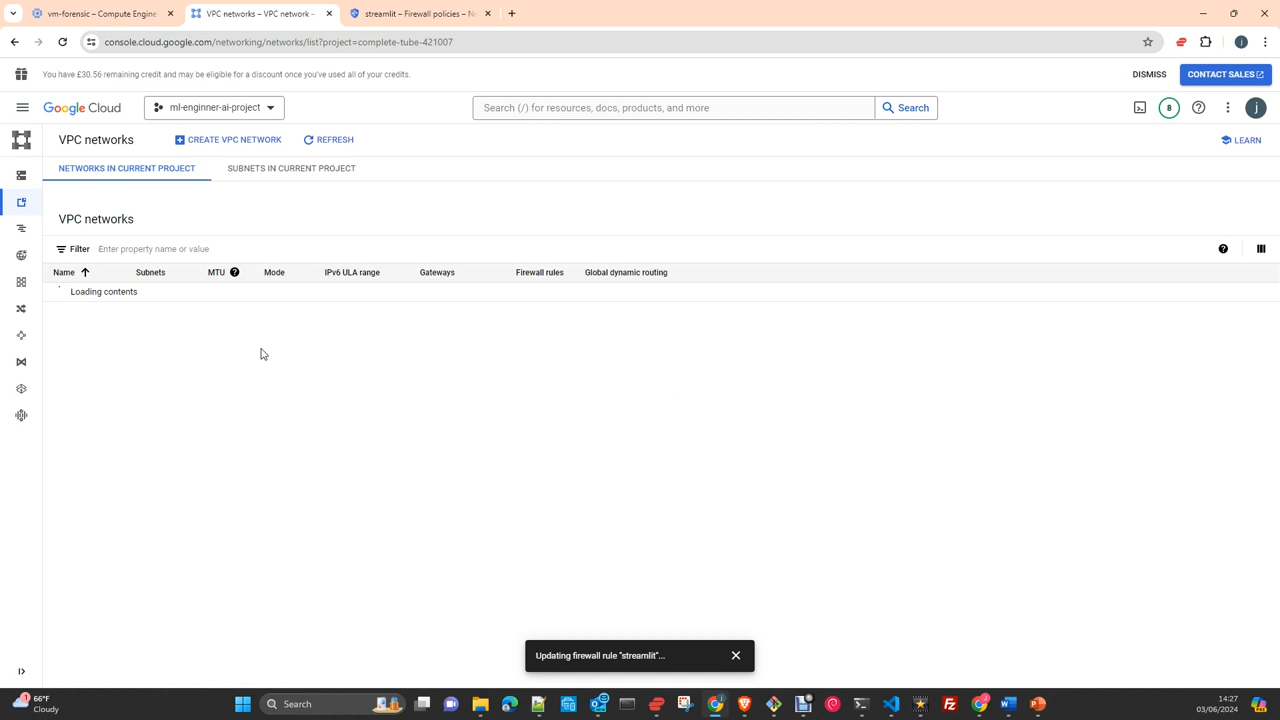 vm-forensic – Compute Engine
VPC networks – VPC network –
streamlit – Firewall policies – Ne
console.cloud.google.com/networking/networks/list?project=complete-tube-421007
You have £30.56 remaining credit and may be eligible for a discount once you've used all of your credits.
DISMISS
CONTACT SALES
Google Cloud
ml-enginner-ai-project
Search (/) for resources, docs, products, and more
Search
8
j
VPC networks
CREATE VPC NETWORK
REFRESH
LEARN
NETWORKS IN CURRENT PROJECT
SUBNETS IN CURRENT PROJECT
VPC networks
Filter
Enter property name or value
Name
Subnets
MTU
Mode
IPv6 ULA range
Gateways
Firewall rules
Global dynamic routing
Loading contents
Updating firewall rule "streamlit"...
1
66°F
Cloudy
Search
14:27
03/06/2024